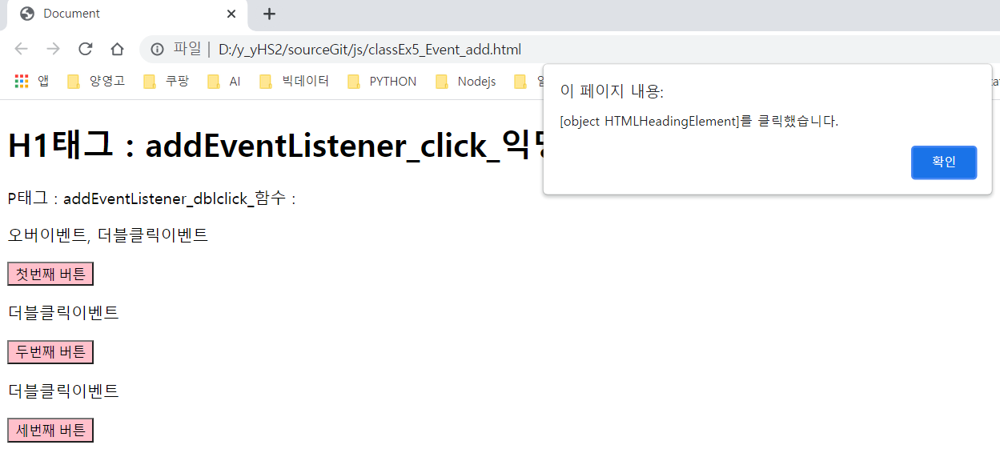 Document
파일 | D:/y_yHS2/sourceGit/js/classEx5_Event_add.html
앱 양영고 쿠팡 AI 빅데이터 PYTHON Nodejs
이 페이지 내용:
[object HTMLHeadingElement]를 클릭했습니다.
확인
H1태그 : addEventListener_click_익명
P태그 : addEventListener_dblclick_함수 :
오버이벤트, 더블클릭이벤트
첫번째 버튼
더블클릭이벤트
두번째 버튼
더블클릭이벤트
세번째 버튼